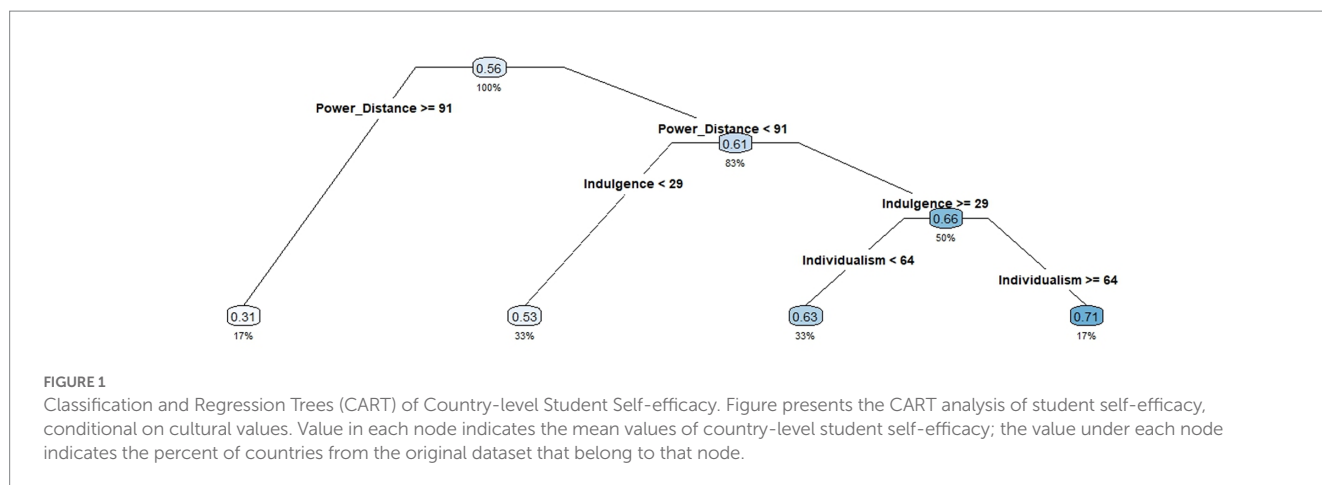 0.56
100%
Power_Distance >= 91
Power_Distance < 91
0.61
83%
Indulgence < 29
Indulgence >= 29
0.66
50%
Individualism < 64
Individualism >= 64
0.31
17%
0.53
33%
0.63
33%
0.71
17%
FIGURE 1
Classification and Regression Trees (CART) of Country-level Student Self-efficacy. Figure presents the CART analysis of student self-efficacy,
conditional on cultural values. Value in each node indicates the mean values of country-level student self-efficacy; the value under each node
indicates the percent of countries from the original dataset that belong to that node.